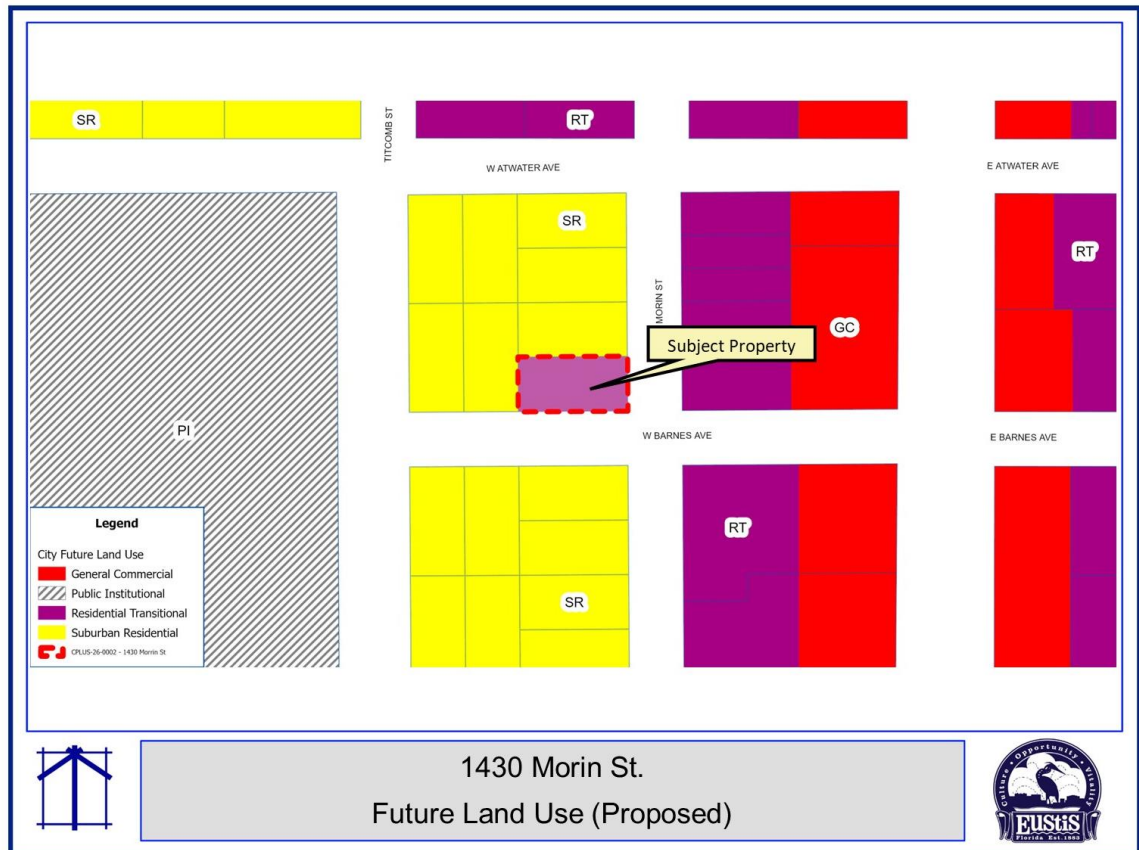 SR
TITCOMB ST
RT
W ATWATER AVE
E ATWATER AVE
SR
RT
MORIN ST
GC
Subject Property
PI
W BARNES AVE
E BARNES AVE
RT
SR
Legend
City Future Land Use
General Commercial
Public Institutional
Residential Transitional
Suburban Residential
CPLUS-26-0002 - 1430 Morrin St
1430 Morin St.
Future Land Use (Proposed)
Culture • Opportunity • Vitality
EUSTiS
Florida Est.1883